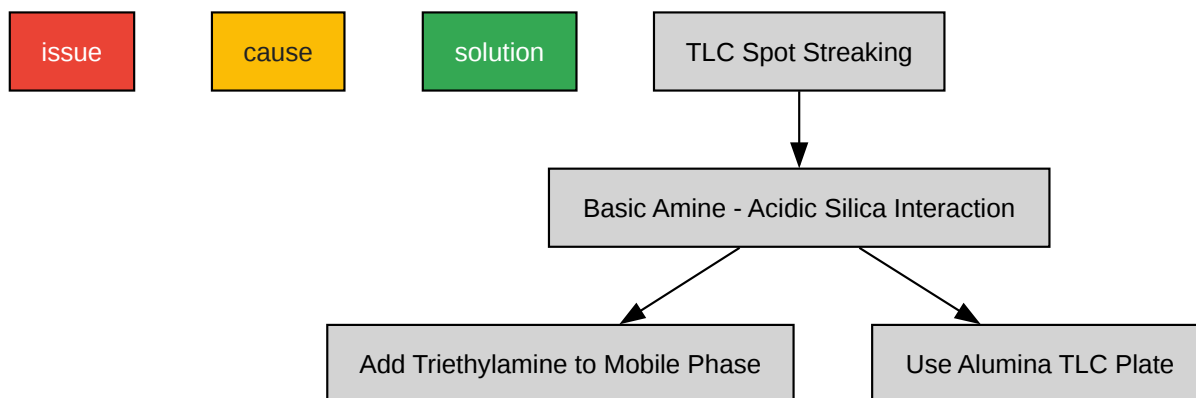 issue
cause
solution
TLC Spot Streaking
Basic Amine - Acidic Silica Interaction
Add Triethylamine to Mobile Phase
Use Alumina TLC Plate